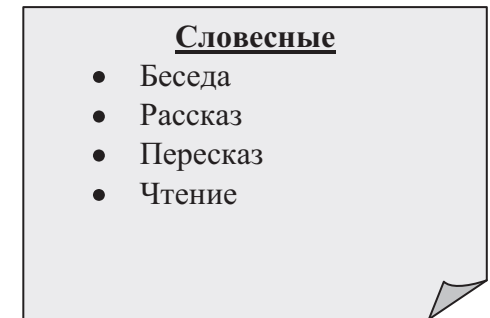 Словесные
• Беседа
• Рассказ
• Пересказ
• Чтение